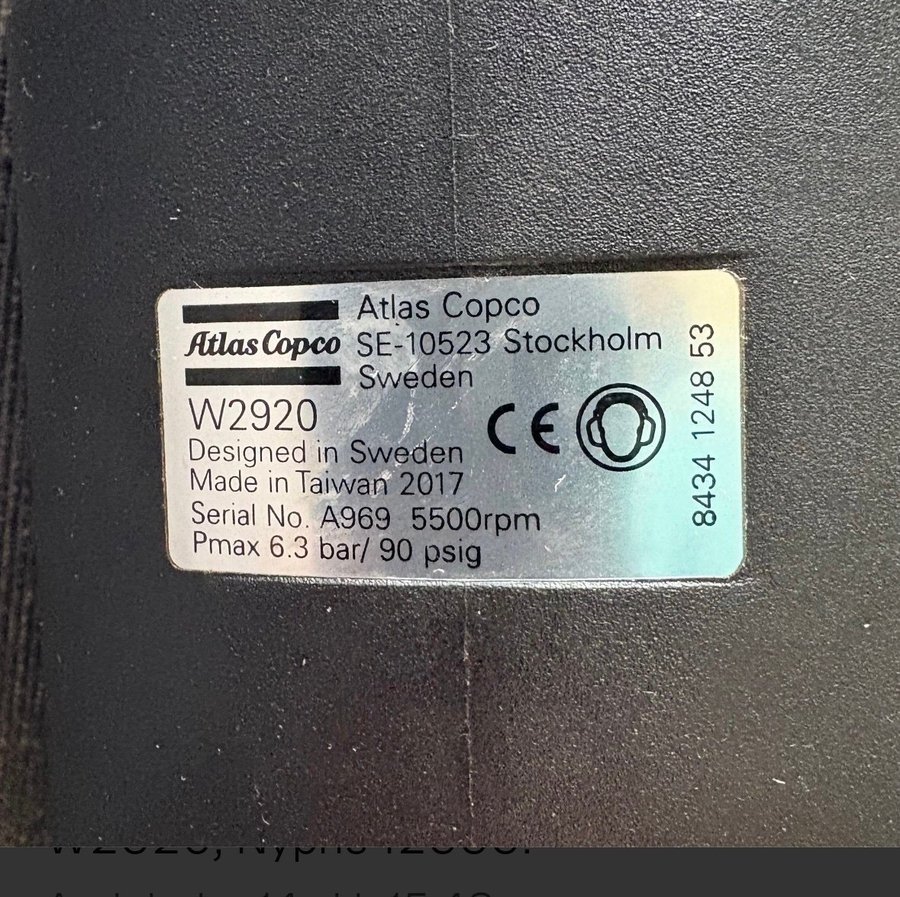 Atlas Copco
Atlas Copco
SE-10523 Stockholm
Sweden
W2920
CE
Designed in Sweden
Made in Taiwan 2017
Serial No. A969 5500rpm
Pmax 6.3 bar/ 90 psig
8434 1248 53